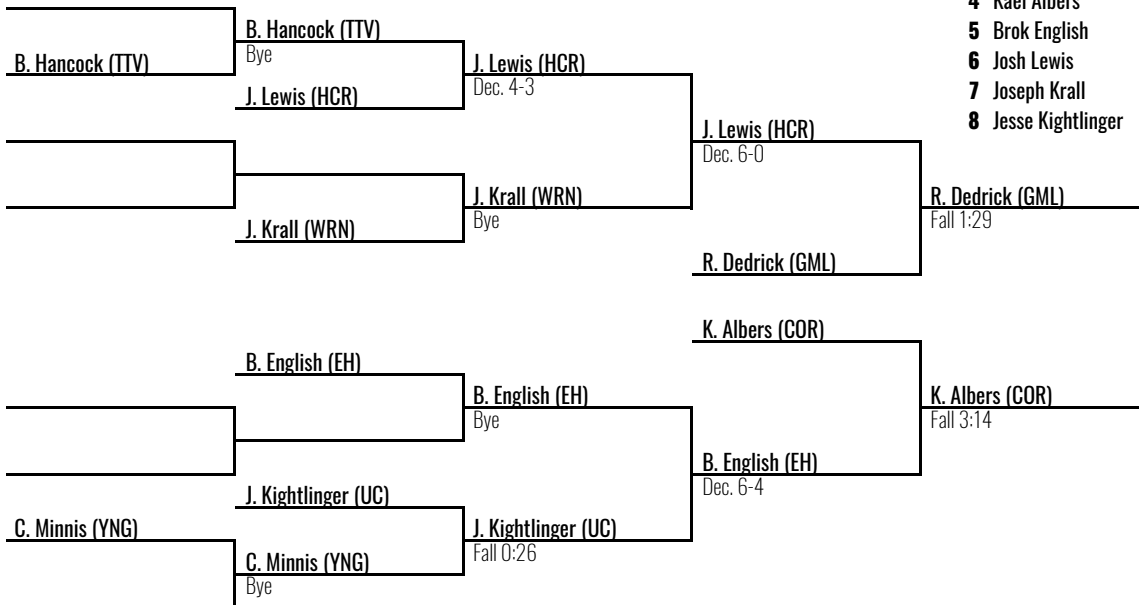 4 Kael Albers
B. Hancock (TTV)
5 Brok English
Bye
B. Hancock (TTV)
J. Lewis (HCR)
6 Josh Lewis
Dec. 4-3
J. Lewis (HCR)
7 Joseph Krall
J. Lewis (HCR)
8 Jesse Kightlinger
Dec. 6-0
J. Krall (WRN)
R. Dedrick (GML)
Bye
Fall 1:29
J. Krall (WRN)
R. Dedrick (GML)
K. Albers (COR)
B. English (EH)
B. English (EH)
K. Albers (COR)
Bye
Fall 3:14
B. English (EH)
Dec. 6-4
J. Kightlinger (UC)
C. Minnis (YNG)
J. Kightlinger (UC)
Fall 0:26
C. Minnis (YNG)
Bye